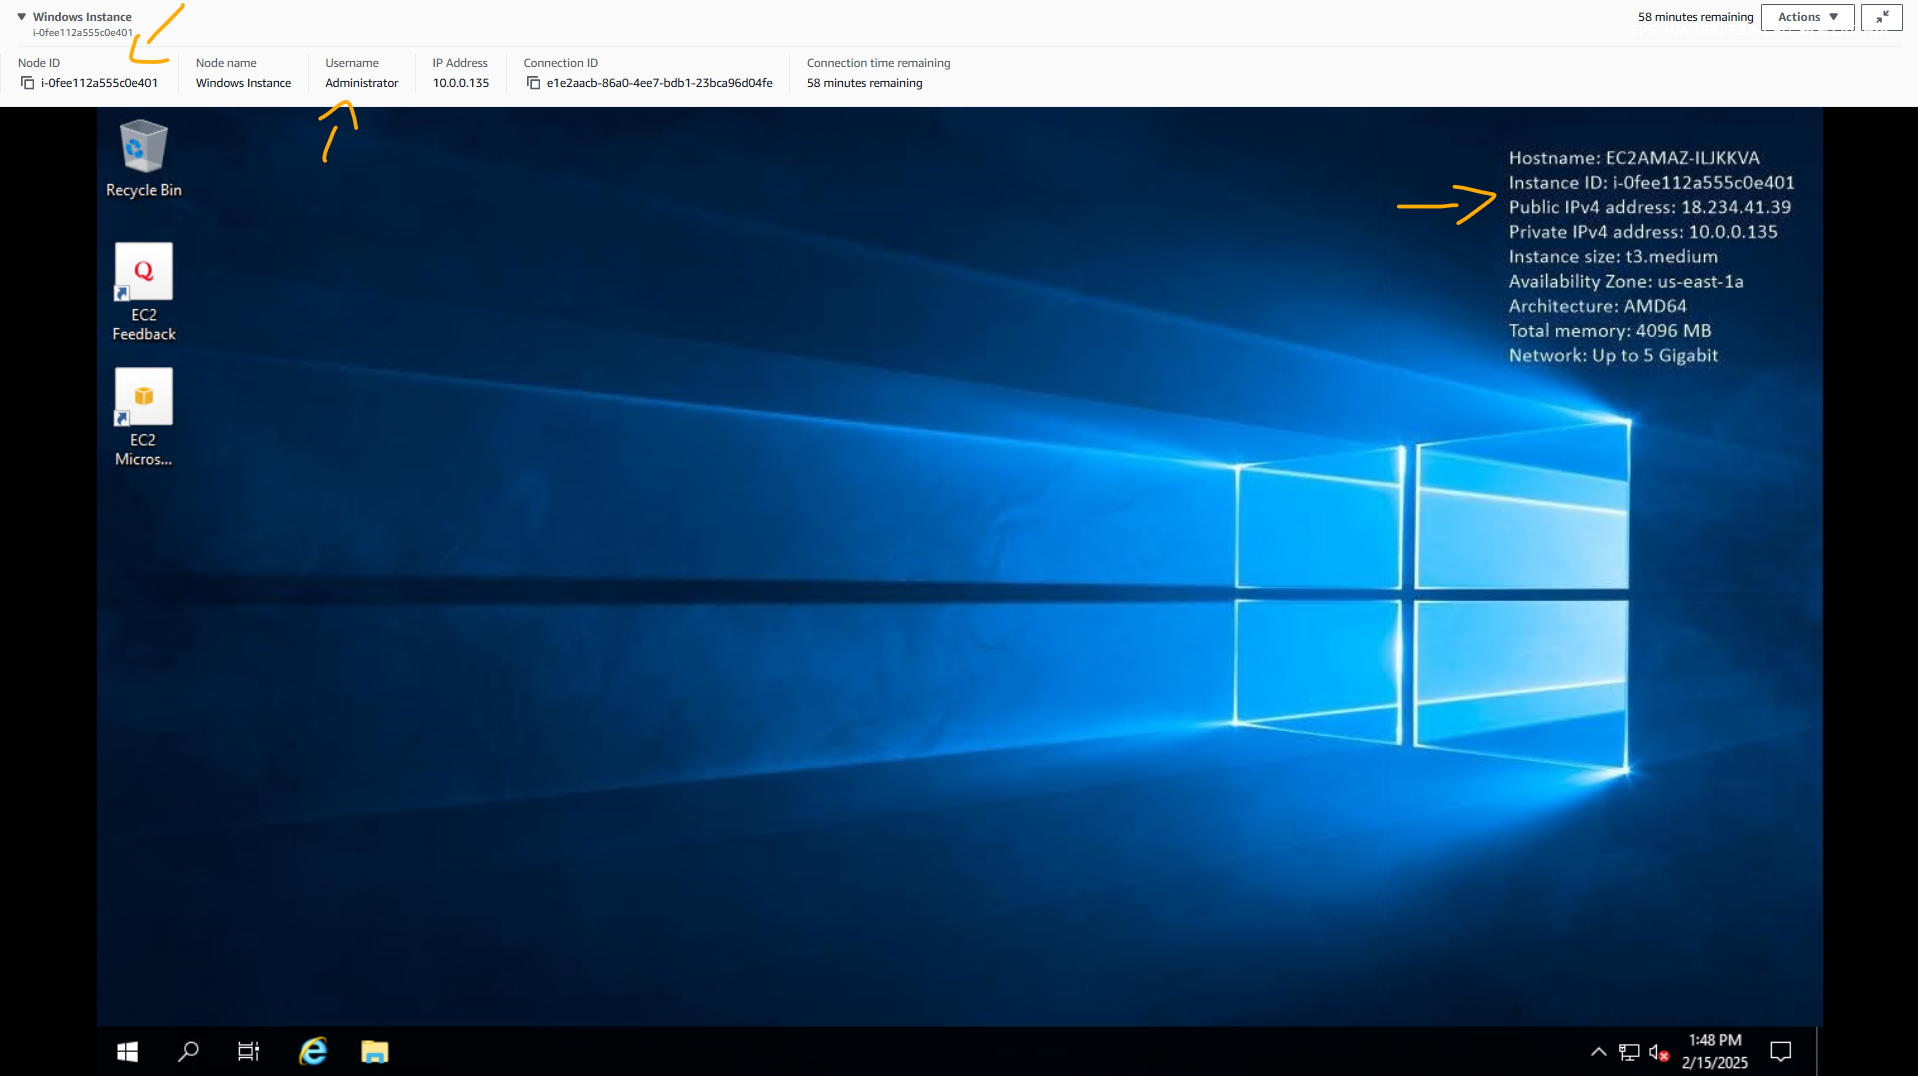 Windows Instance
i-0fee112a555c0e401
58 minutes remaining
Actions
Node ID
i-0fee112a555c0e401
Node name
Windows Instance
Username
Administrator
IP Address
10.0.0.135
Connection ID
e1e2aacb-86a0-4ee7-bdb1-23bca96d04fe
Connection time remaining
58 minutes remaining
Recycle Bin
EC2
Feedback
EC2
Micros...
Hostname: EC2AMAZ-ILJKKVA
Instance ID: i-0fee112a555c0e401
Public IPv4 address: 18.234.41.39
Private IPv4 address: 10.0.0.135
Instance size: t3.medium
Availability Zone: us-east-1a
Architecture: AMD64
Total memory: 4096 MB
Network: Up to 5 Gigabit
1:48 PM
2/15/2025